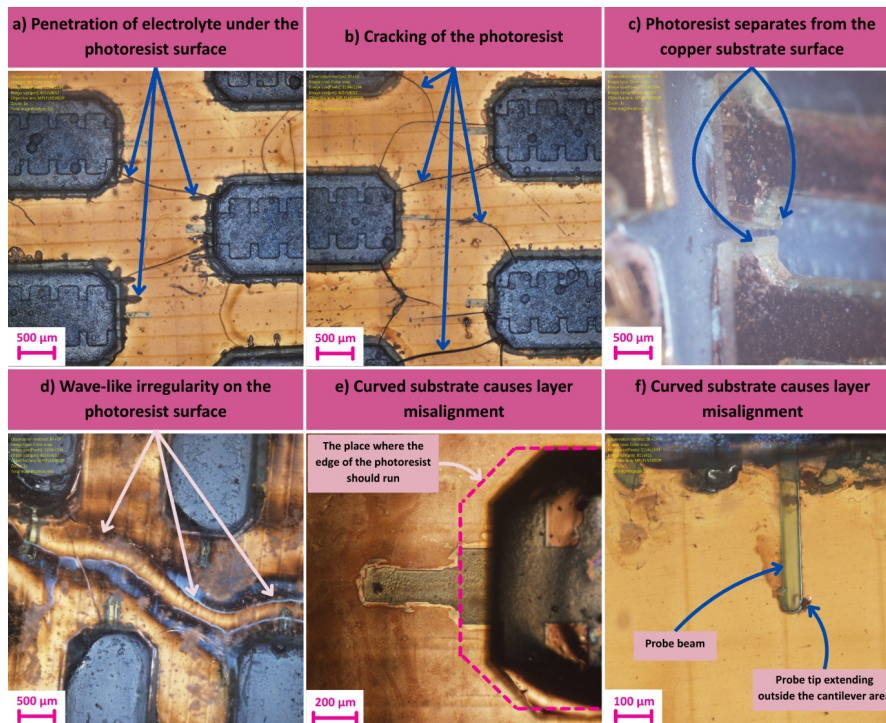 a) Penetration of electrolyte under the
photoresist surface
b) Cracking of the photoresist
c) Photoresist separates from the
copper substrate surface
500 µm
500 µm
500 µm
d) Wave-like irregularity on the
photoresist surface
e) Curved substrate causes layer
misalignment
f) Curved substrate causes layer
misalignment
The place where the
edge of the photoresist
should run
Probe beam
Probe tip extending
outside the cantilever area
500 µm
200 µm
100 µm